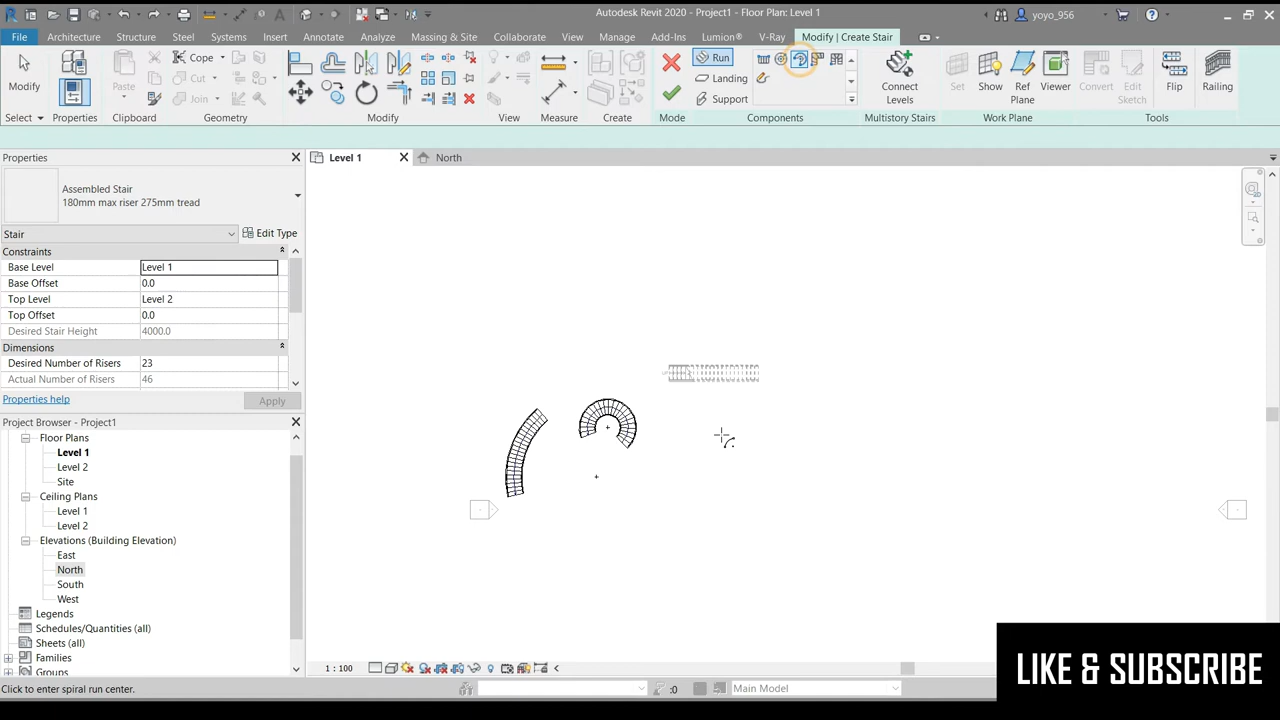 Autodesk Revit 2020 - Project1 - Floor Plan: Level 1
yoyo_956
File Architecture Structure Steel Systems Insert Annotate Analyze Massing & Site Collaborate View Manage Add-Ins Lumion® V-Ray Modify | Create Stair
Modify
Select
Properties
Properties
Cope
Cut
Join
Clipboard
Geometry
Modify
View
Measure
Create
Mode
Run
Landing
Support
Components
Connect
Levels
Multistory Stairs
Set
Show
Ref
Plane
Viewer
Work Plane
Convert
Edit
Sketch
Flip
Railing
Tools
Properties
Level 1
North
Assembled Stair
180mm max riser 275mm tread
Stair
Edit Type
Constraints
Base Level Level 1
Base Offset 0.0
Top Level Level 2
Top Offset 0.0
Desired Stair Height 4000.0
Dimensions
Desired Number of Risers 23
Actual Number of Risers 46
Properties help
Apply
Project Browser - Project1
Floor Plans
Level 1
Level 2
Site
Ceiling Plans
Level 1
Level 2
Elevations (Building Elevation)
East
North
South
West
Legends
Schedules/Quantities (all)
Sheets (all)
Families
Groups
1 : 100
Click to enter spiral run center.
:0
Main Model
LIKE & SUBSCRIBE